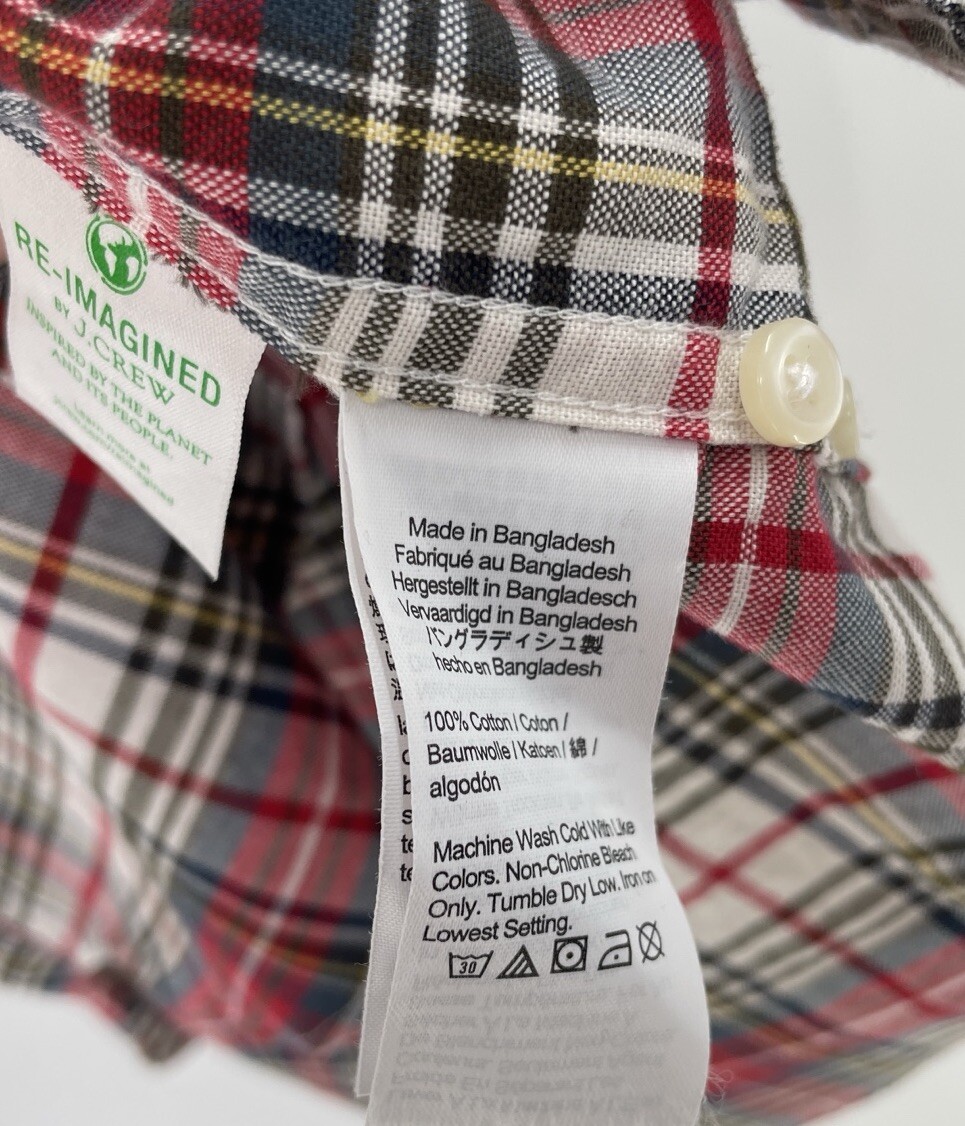 RE-IMAGINED
BY J.CREW
INSPIRED BY THE PLANET
AND ITS PEOPLE.
Learn more at
Made in Bangladesh
Fabriqué au Bangladesh
Hergestellt in Bangladesch
Vervaardigd in Bangladesh
バングラディシュ製
hecho en Bangladesh
100% Cotton / Coton /
Baumwolle / Katoen / 綿 /
algodón
Machine Wash Cold With Like
Colors. Non-Chlorine Bleach
Only. Tumble Dry Low. Iron on
Lowest Setting.
30